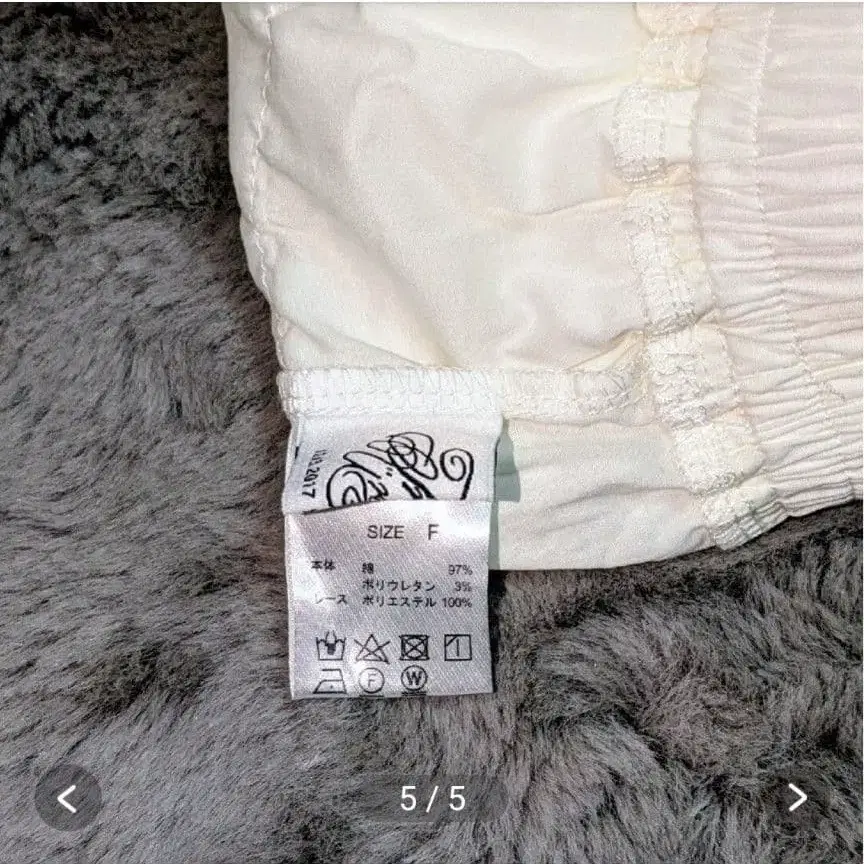 2017
SIZE F
本体 綿 97%
ポリウレタン 3%
レース ポリエステル 100%
F W
5 / 5